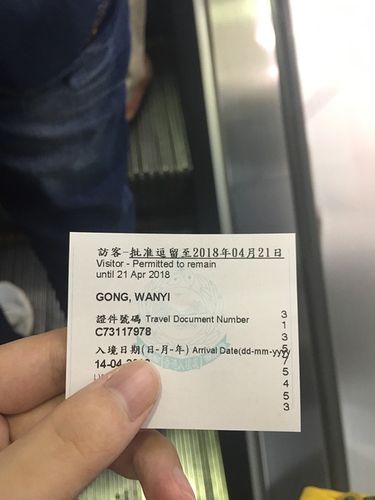 訪客-批准逗留至2018年04月21日
Visitor - Permitted to remain
until 21 Apr 2018
GONG, WANYI
證件號碼 Travel Document Number
C73117978
入境日期(日-月-年) Arrival Date(dd-mm-yyyy
14-04-
3
1
3
5
7
5
4
5
3